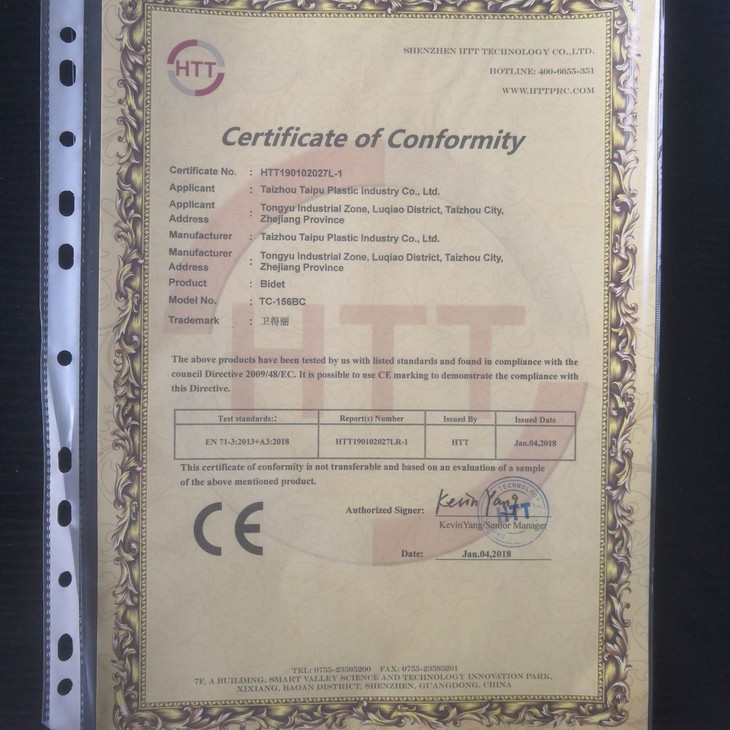 HTT
SHENZHEN HTT TECHNOLOGY CO.,LTD.
HOTLINE: 400-6655-351
WWW.HTTPRC.COM
Certificate of Conformity
Certificate No. : HTT190102027L-1
Applicant : Taizhou Taipu Plastic Industry Co., Ltd.
Applicant Address : Tongyu Industrial Zone, Luqiao District, Taizhou City,
Zhejiang Province
Manufacturer : Taizhou Taipu Plastic Industry Co., Ltd.
Manufacturer Address : Tongyu Industrial Zone, Luqiao District, Taizhou City,
Zhejiang Province
Product : Bidet
Model No. : TC-156BC
Trademark : 卫得丽
HTT
The above products have been tested by us with listed standards and found in compliance with the
council Directive 2009/48/EC. It is possible to use CE marking to demonstrate the compliance with
this Directive.
Test standards:: Report(s) Number Issued By Issued Date
EN 71-3:2013+A3:2018 HTT190102027LR-1 HTT Jan.04,2018
This certificate of conformity is not transferable and based on an evaluation of a sample
of the above mentioned product.
CE
Authorized Signer: Kevin Yang
TECHNOLOGY
HTT
KevinYang/Senior Manager
Date: Jan.04,2018
TEL: 0755-23595200 FAX: 0755-23595201
7F, A BUILDING, SMART VALLEY SCIENCE AND TECHNOLOGY INNOVATION PARK,
XIXIANG, BAOAN DISTRICT, SHENZHEN, GUANGDONG, CHINA